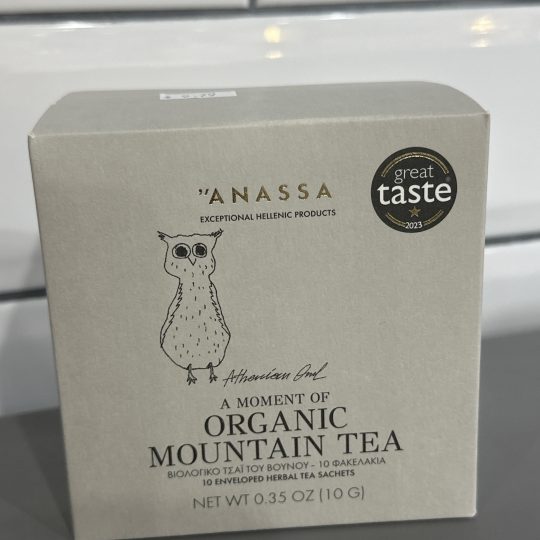 "ANASSA
EXCEPTIONAL HELLENIC PRODUCTS
great
taste
2023
Athenian Owl
A MOMENT OF
ORGANIC
MOUNTAIN TEA
ΒΙΟΛΟΓΙΚΟ ΤΣΑΪ ΤΟΥ ΒΟΥΝΟΥ - 10 ΦΑΚΕΛΑΚΙΑ
10 ENVELOPED HERBAL TEA SACHETS
NET WT 0.35 OZ (10 G)